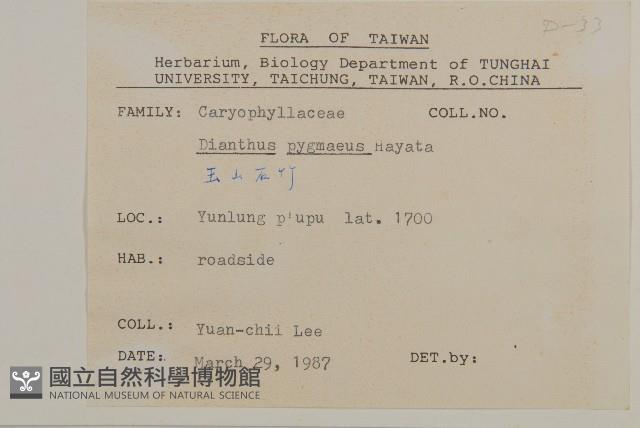 D-33
FLORA OF TAIWAN
Herbarium, Biology Department of TUNGHAI
UNIVERSITY, TAICHUNG, TAIWAN, R.O.CHINA
FAMILY: Caryophyllaceae COLL.NO.
Dianthus pygmaeus Hayata
玉山石竹
LOC.: Yunlung p'upu lat. 1700
HAB.: roadside
COLL.: Yuan-chii Lee
DATE: March 29, 1987 DET.by:
國立自然科學博物館
NATIONAL MUSEUM OF NATURAL SCIENCE